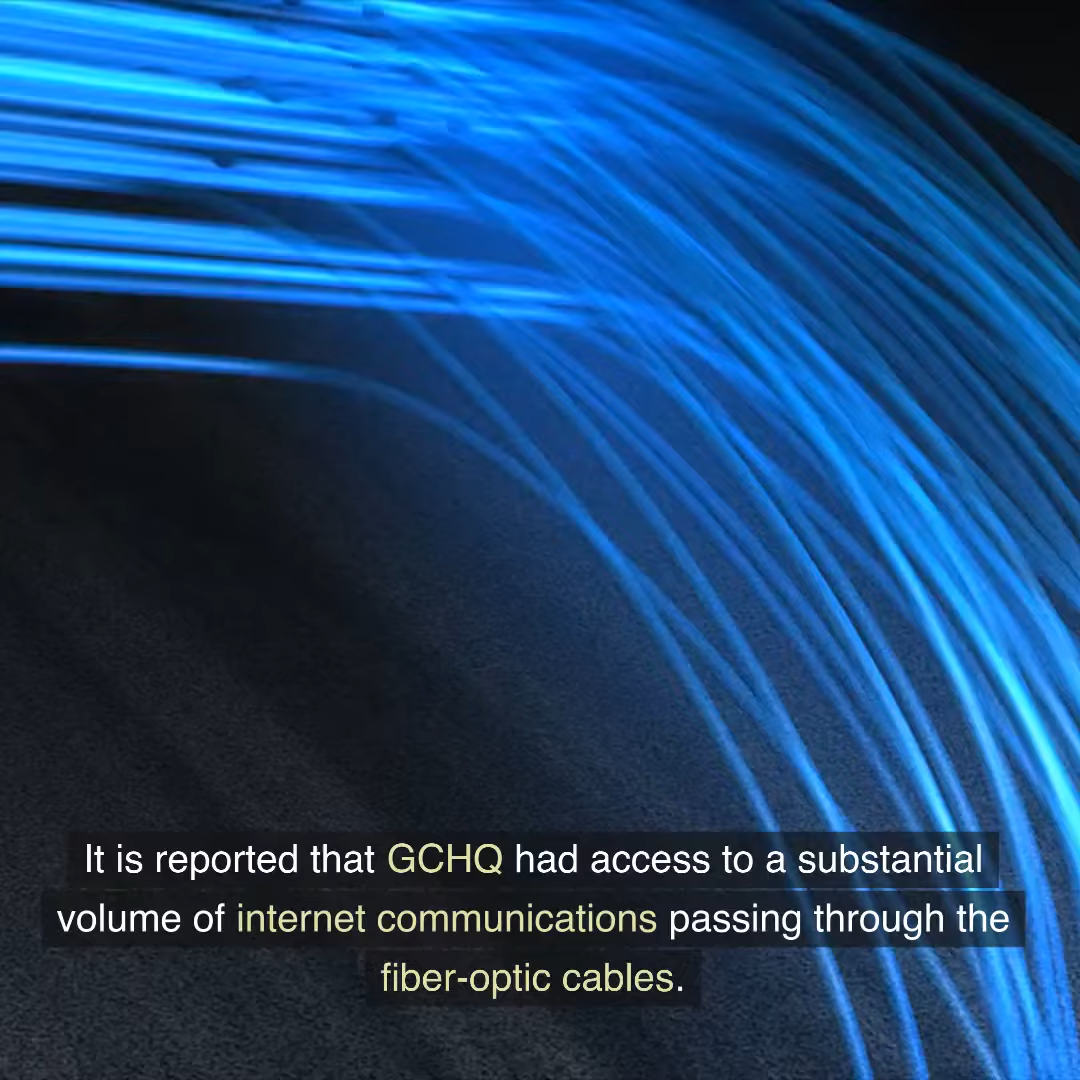 It is reported that GCHQ had access to a substantial
volume of internet communications passing through the
fiber-optic cables.